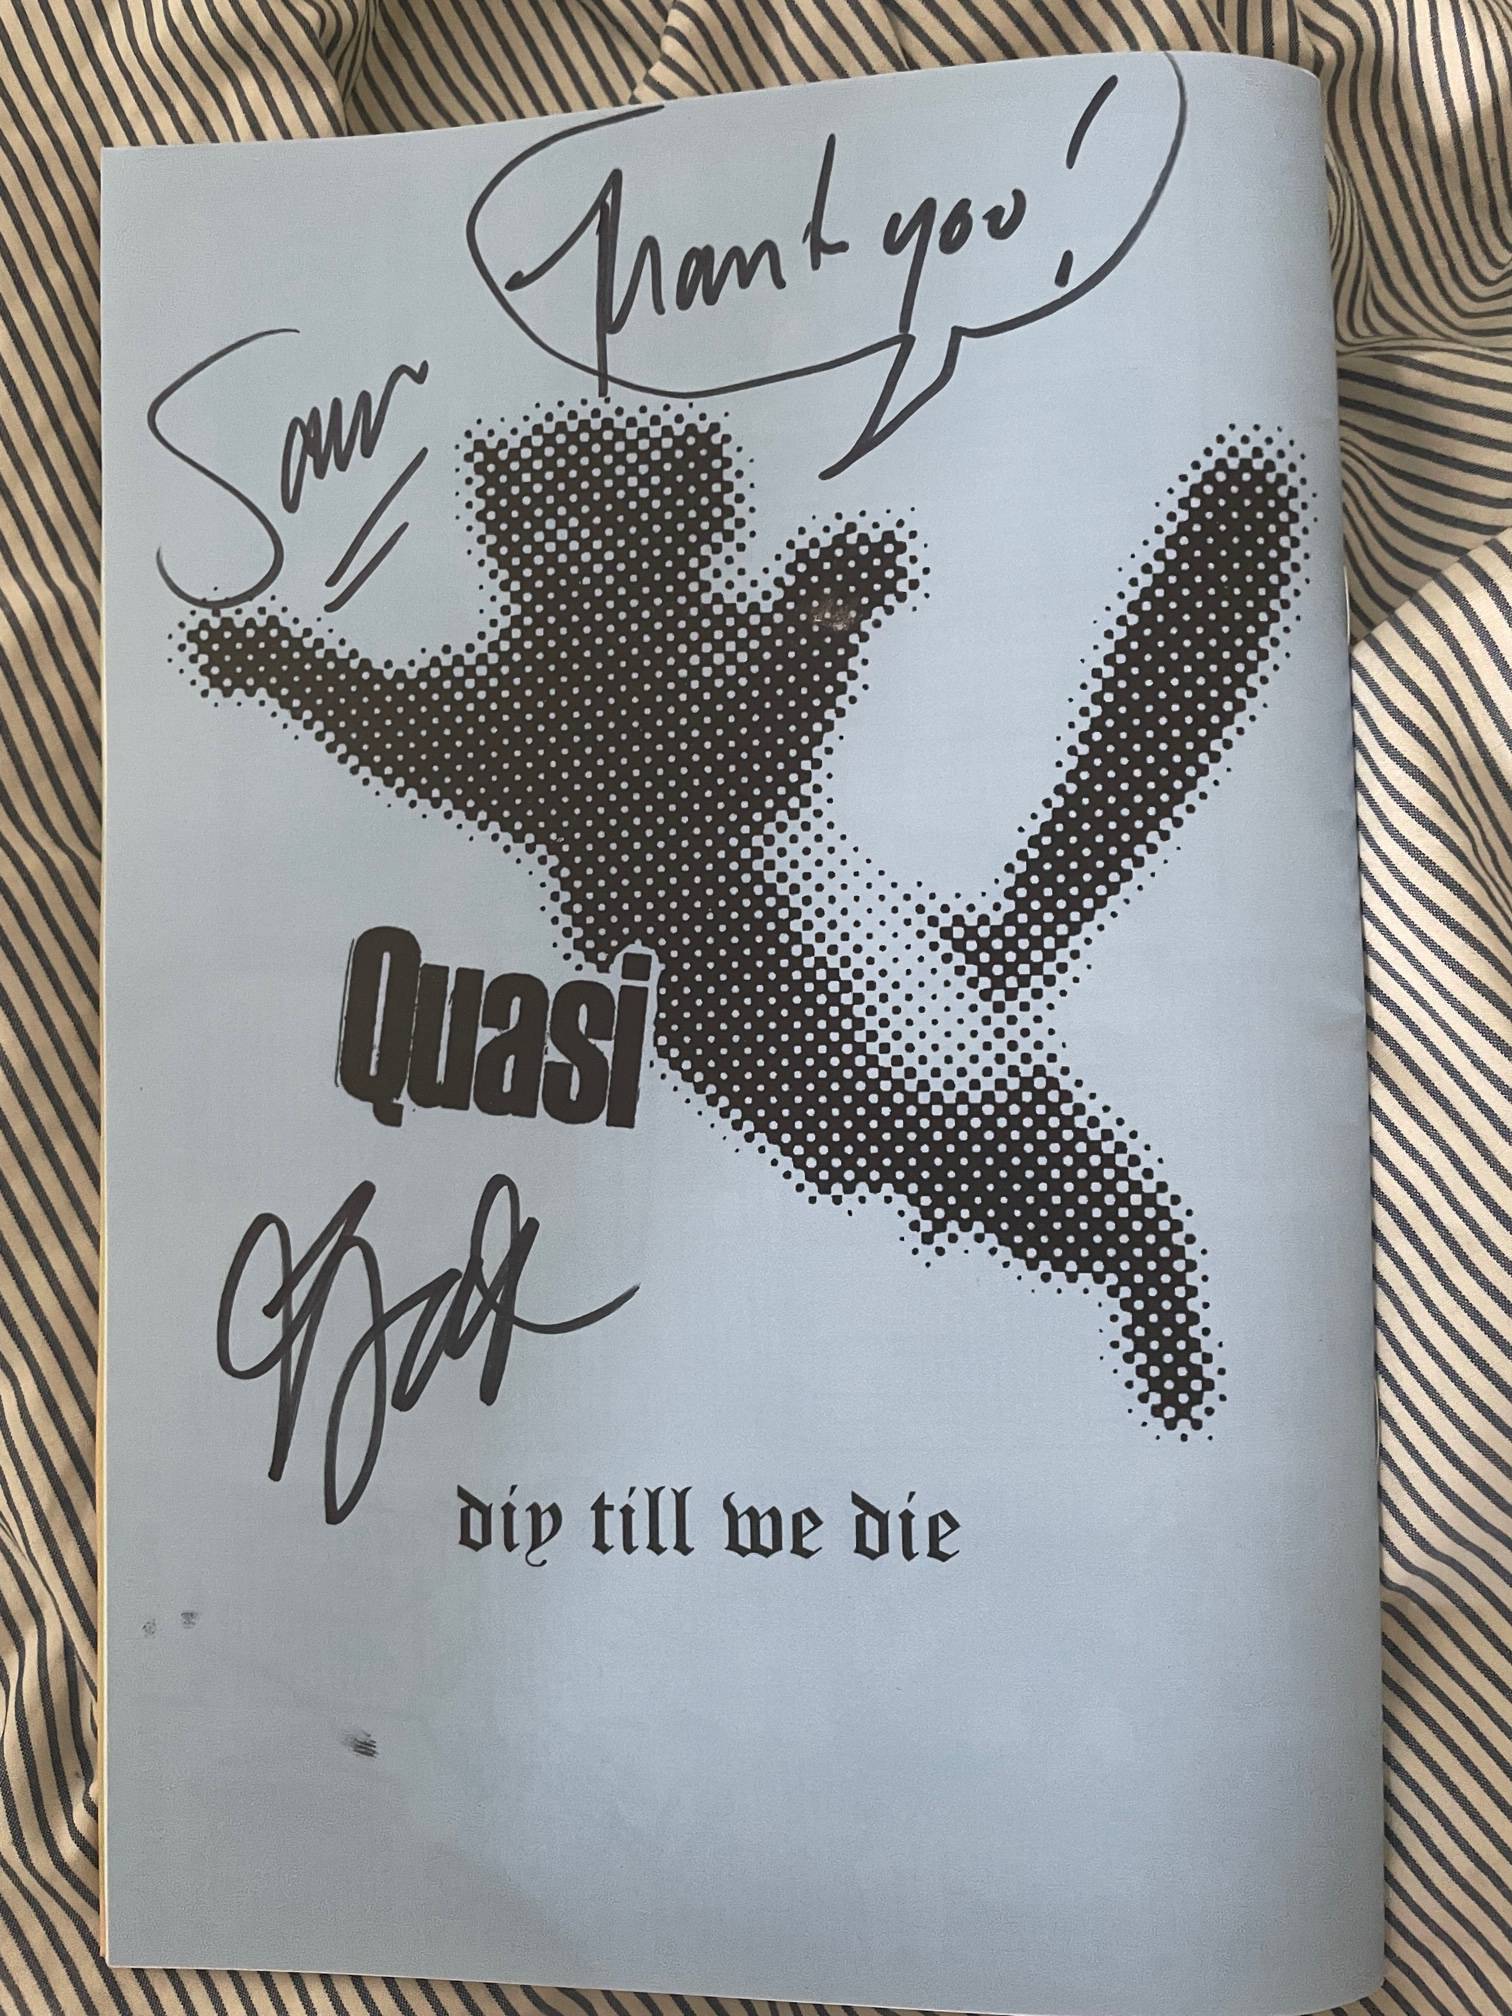 Thank you!
Sam
Quasi
diy till we die